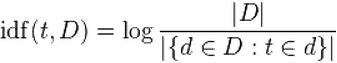 idf(t, D) = log |D| / |{d ∈ D : t ∈ d}|